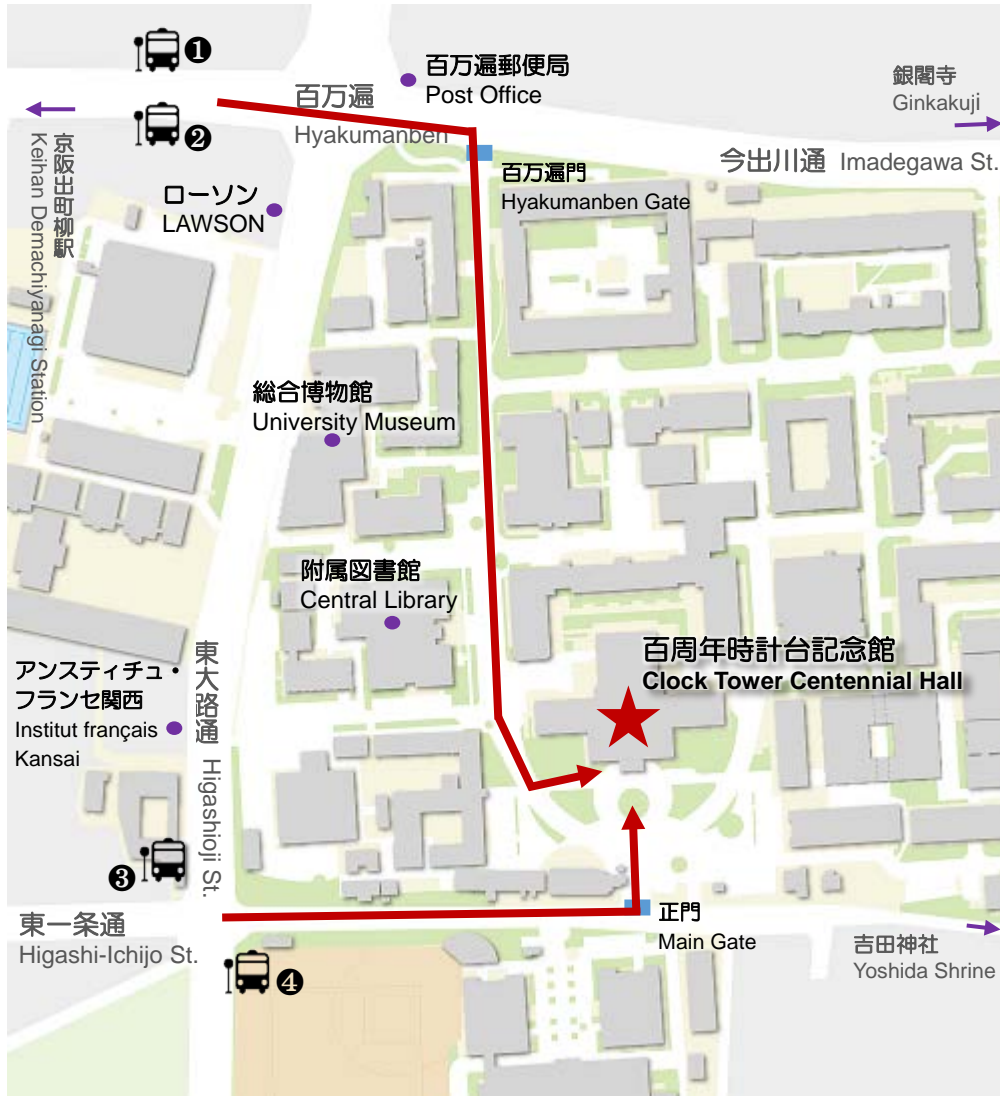 ❶
百万遍郵便局
Post Office
銀閣寺
Ginkakuji
百万遍
Hyakumanben
❷
京阪出町柳駅
Keihan Demachiyanagi Station
今出川通 Imadegawa St.
百万遍門
Hyakumanben Gate
ローソン
LAWSON
総合博物館
University Museum
附属図書館
Central Library
百周年時計台記念館
Clock Tower Centennial Hall
アンスティチュ・
フランセ関西
Institut français
Kansai
東大路通 Higashioji St.
❸
東一条通
Higashi-Ichijo St.
正門
Main Gate
吉田神社
Yoshida Shrine
❹